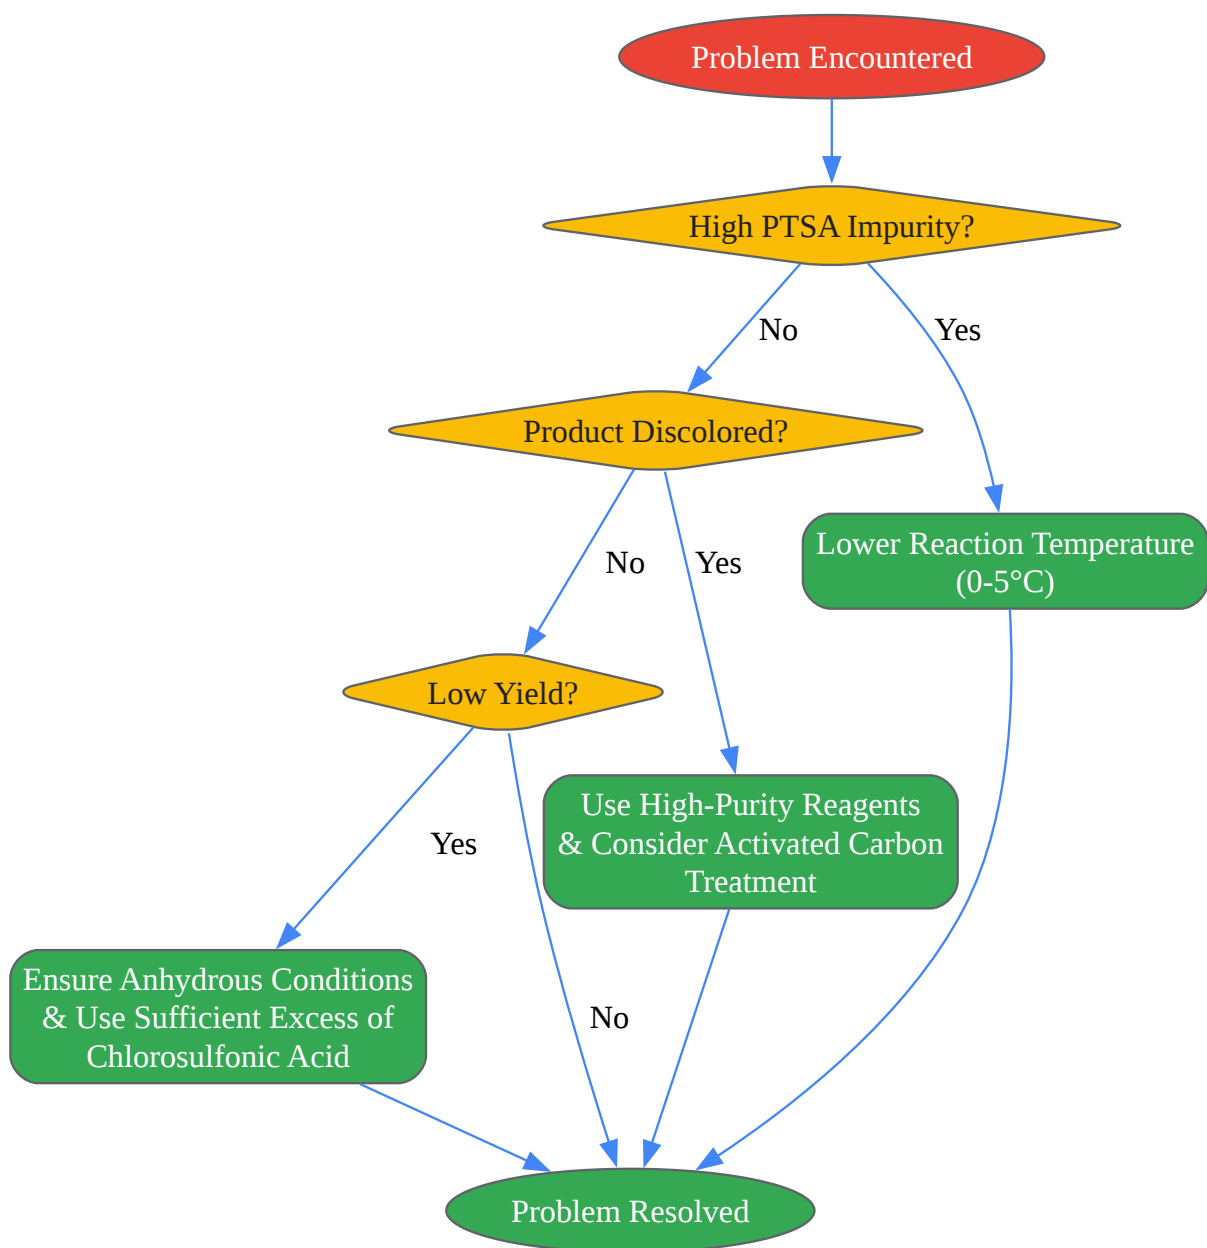 Problem Encountered
High PTSA Impurity?
No
Yes
Product Discolored?
Lower Reaction Temperature
(0-5°C)
No
Yes
Low Yield?
Use High-Purity Reagents
& Consider Activated Carbon
Treatment
Yes
Ensure Anhydrous Conditions
& Use Sufficient Excess of
Chlorosulfonic Acid
No
Problem Resolved